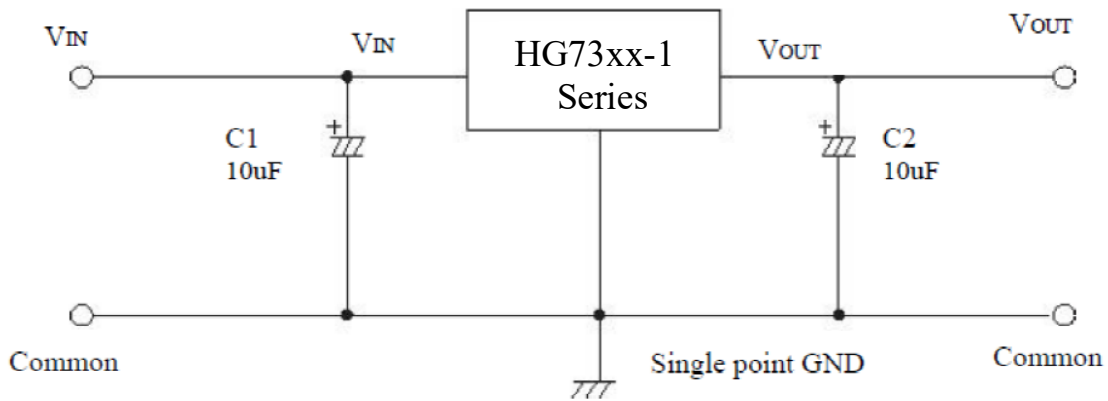 VIN
VIN
HG73xx-1
Series
VOUT
VOUT
+
C1
10uF
+
C2
10uF
Common
Single point GND
Common